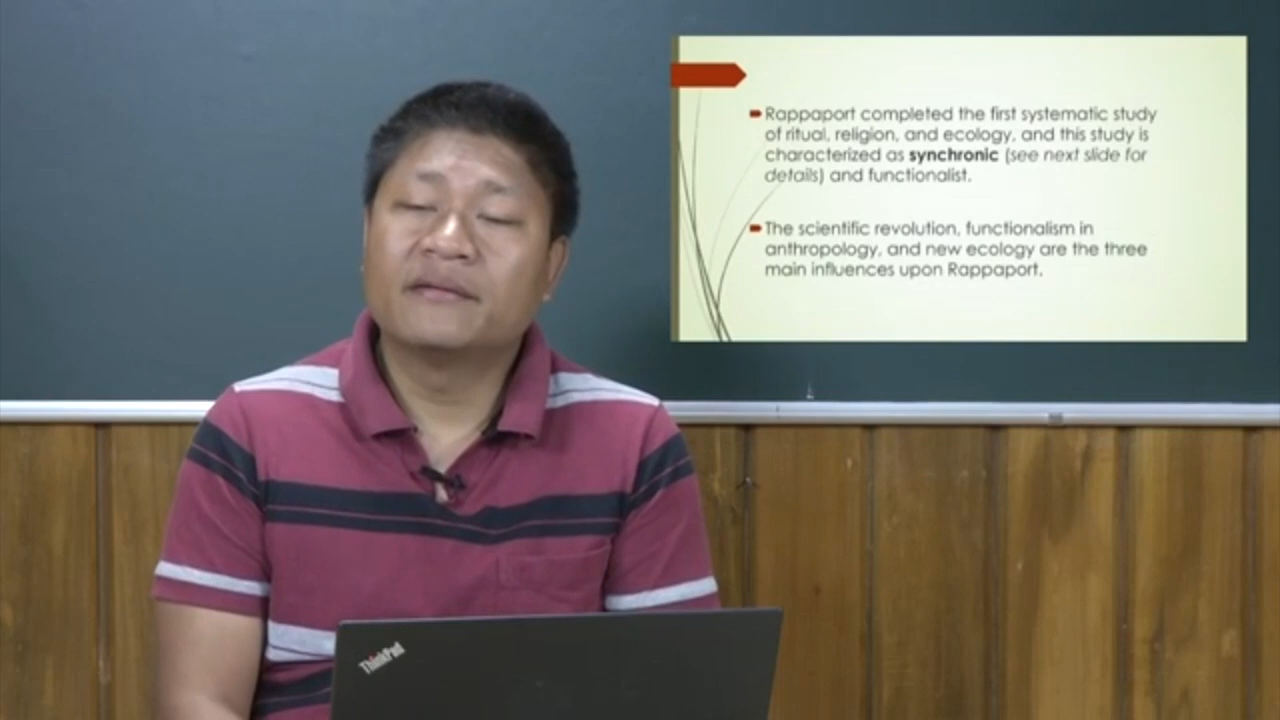 Rappaport completed the first systematic study
of ritual, religion, and ecology, and this study is
characterized as synchronic (see next slide for
details) and functionalist.
The scientific revolution, functionalism in
anthropology, and new ecology are the three
main influences upon Rappaport.
ThinkPad